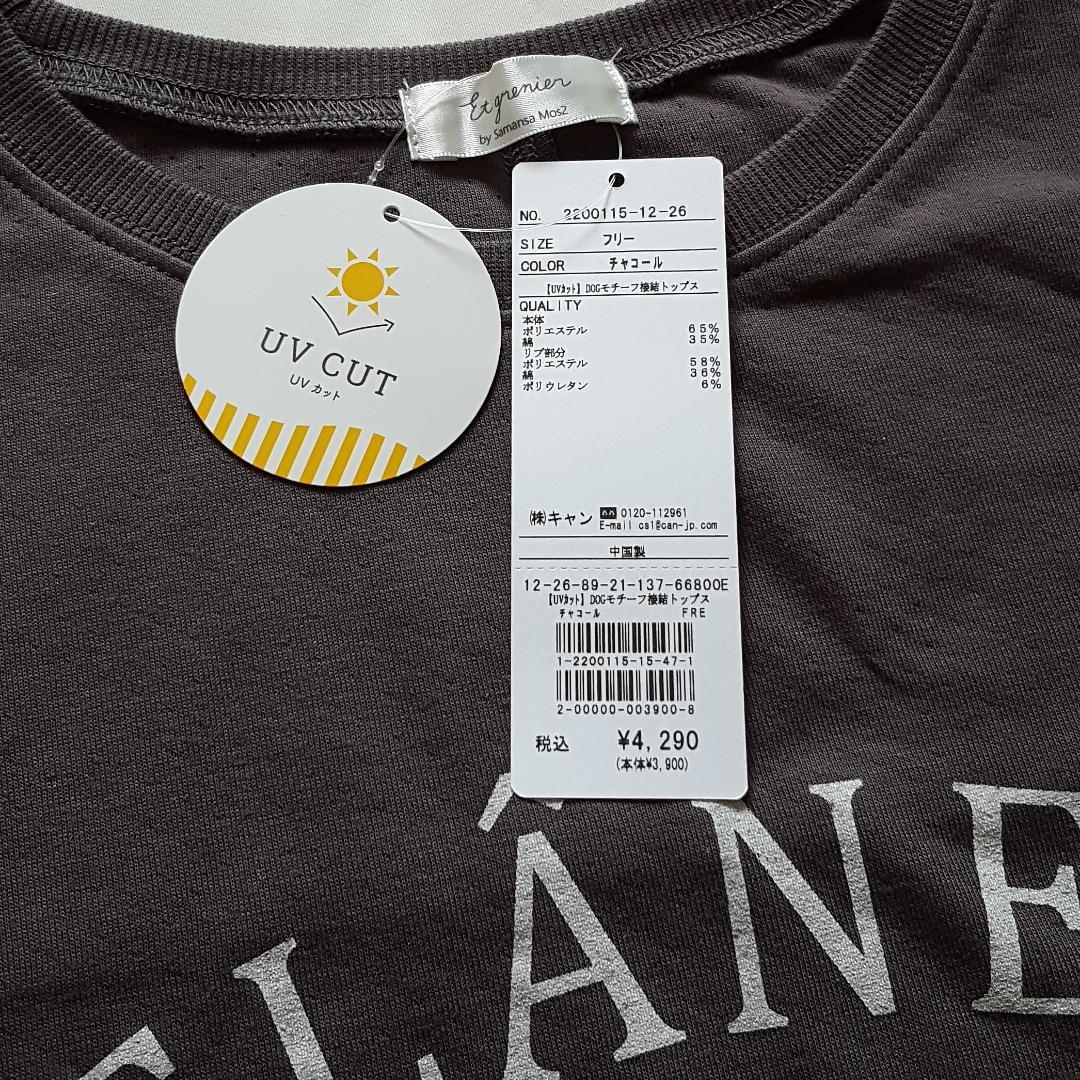 Et grenier
by Samansa Mos2
UV CUT
UVカット
NO. 2200115-12-26
SIZE フリー
COLOR チャコール
【UVｶｯﾄ】DOGモチーフ接結トップス
QUALITY
本体
ポリエステル 65%
綿 35%
リブ部分
ポリエステル 58%
綿 36%
ポリウレタン 6%
㈱キャン 0120-112961
E-mail cs1@can-jp.com
中国製
12-26-89-21-137-66800E
【UVｶｯﾄ】DOGモチーフ接結トップス
チャコール FRE
1-2200115-15-47-1
2-00000-003900-8
税込 ¥4,290
(本体¥3,900)
LÂNE